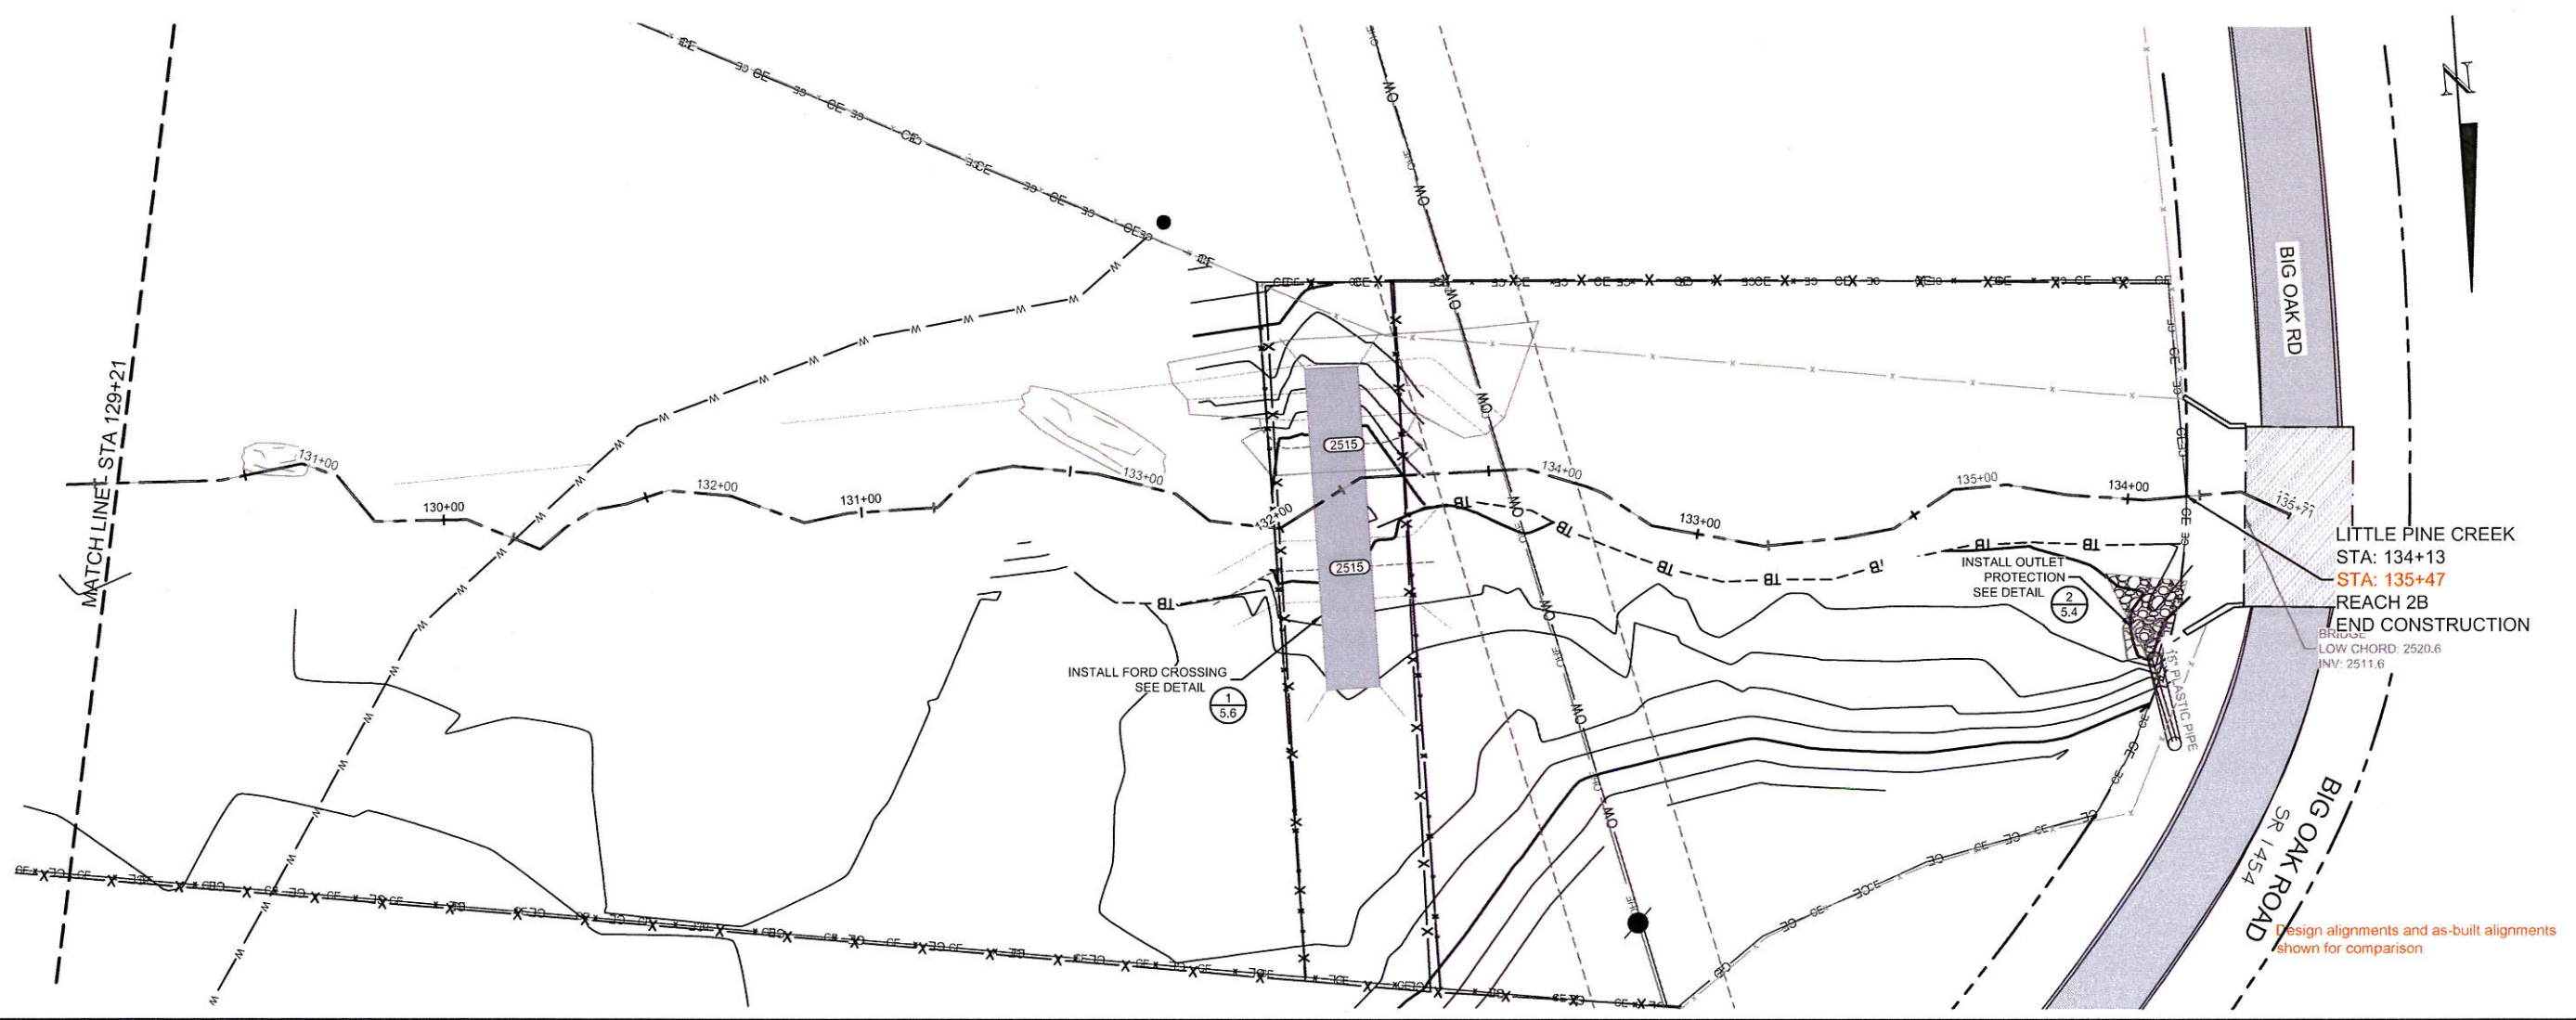 N
MATCH LINE - STA 129+21
BIG OAK RD
2515
2515
131+00
130+00
132+00
131+00
133+00
132+00
134+00
133+00
135+00
134+00
135+71
LITTLE PINE CREEK
STA: 134+13
STA: 135+47
REACH 2B
END CONSTRUCTION
BRIDGE
LOW CHORD: 2520.6
INV: 2511.6
INSTALL OUTLET
PROTECTION
SEE DETAIL
2
5.4
INSTALL FORD CROSSING
SEE DETAIL
1
5.6
15" PLASTIC PIPE
BIG OAK ROAD
SR 1454
Design alignments and as-built alignments
shown for comparison